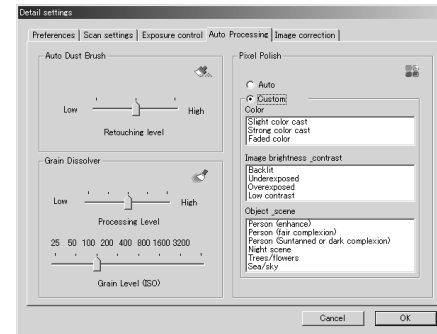 Detail settings
Preferences Scan settings Exposure control Auto Processing Image correction
Auto Dust Brush
Low High
Retouching level
Grain Dissolver
Low High
Processing Level
25 50 100 200 400 800 1600 3200
Grain Level (ISO)
Pixel Polish
Auto
Custom
Color
Slight color cast
Strong color cast
Faded color
Image brightness _contrast
Backlit
Underexposed
Overexposed
Low contrast
Object _scene
Person (enhance)
Person (fair complexion)
Person (Suntanned or dark complexion)
Night scene
Trees/flowers
Sea/sky
Cancel OK